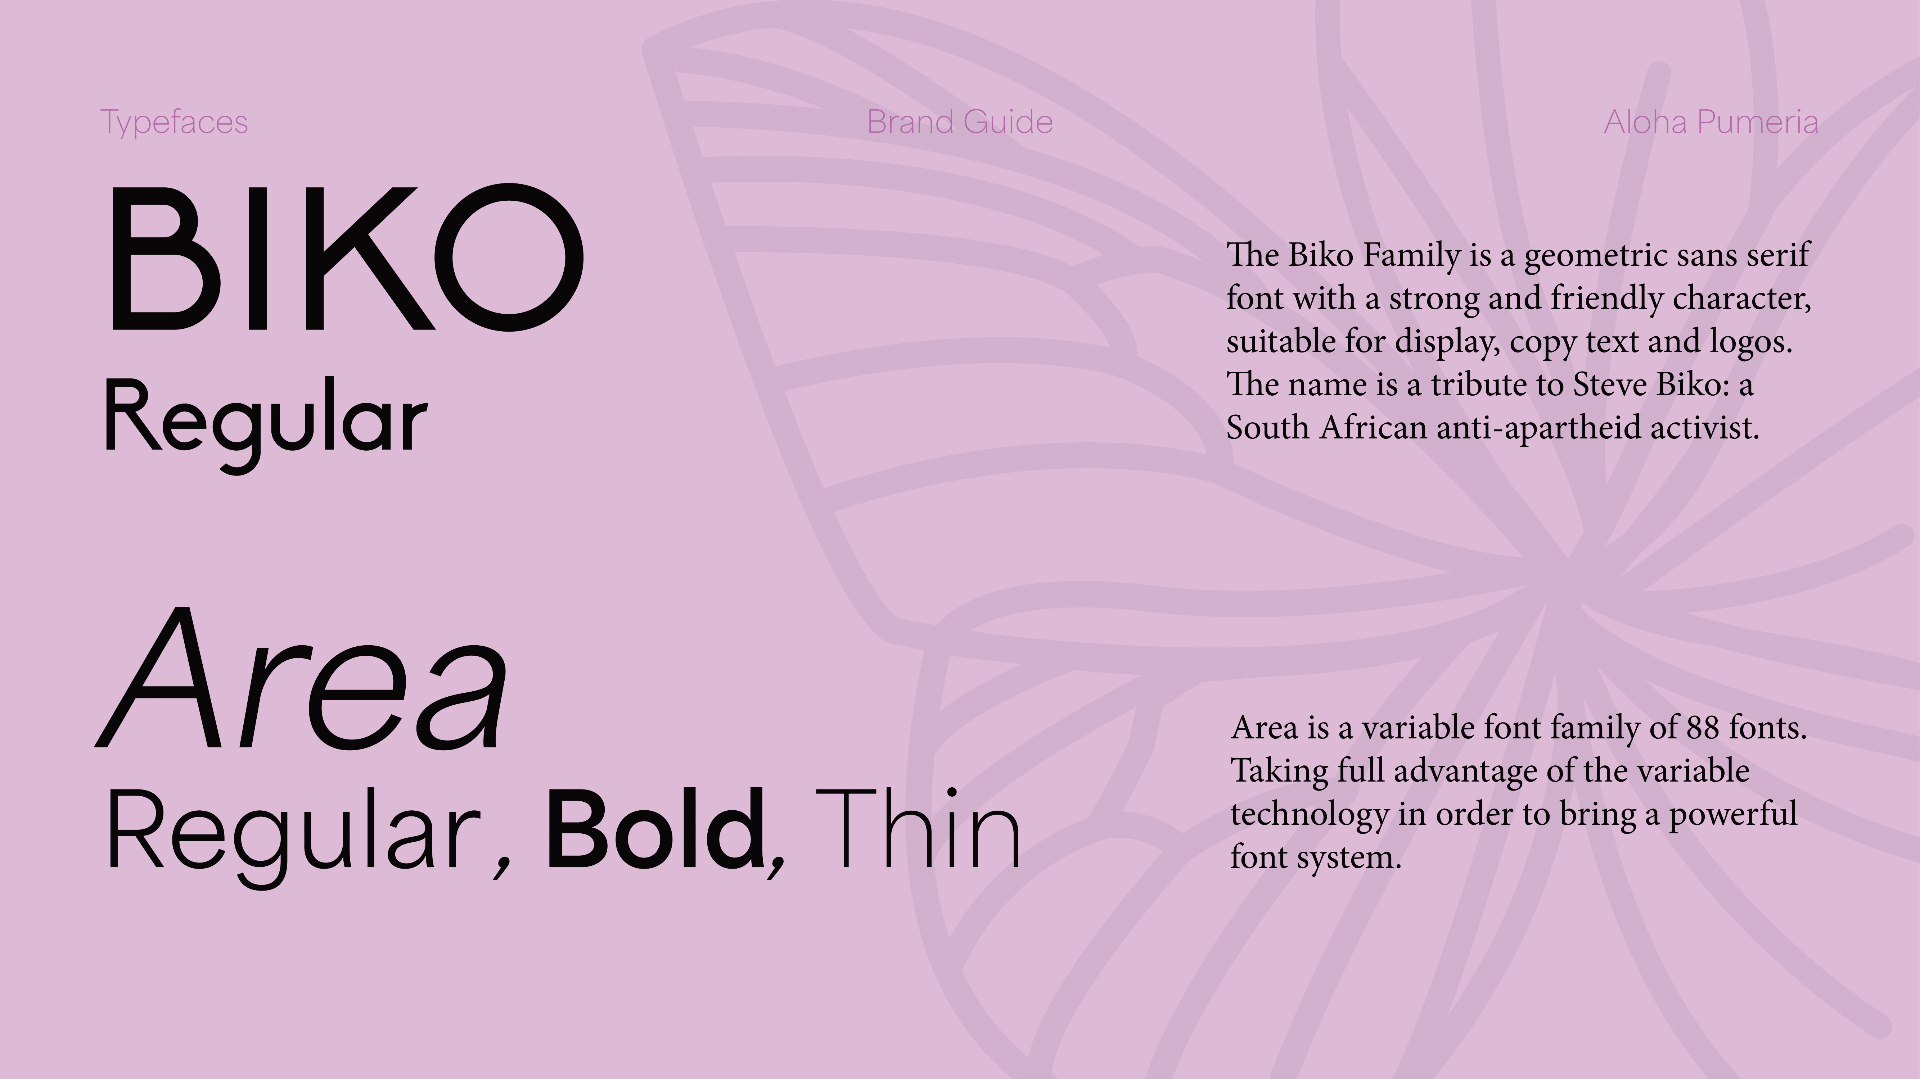 Typefaces
Brand Guide
Aloha Pumeria
BIKO
Regular
The Biko Family is a geometric sans serif
font with a strong and friendly character,
suitable for display, copy text and logos.
The name is a tribute to Steve Biko: a
South African anti-apartheid activist.
Area
Regular, Bold, Thin
Area is a variable font family of 88 fonts.
Taking full advantage of the variable
technology in order to bring a powerful
font system.